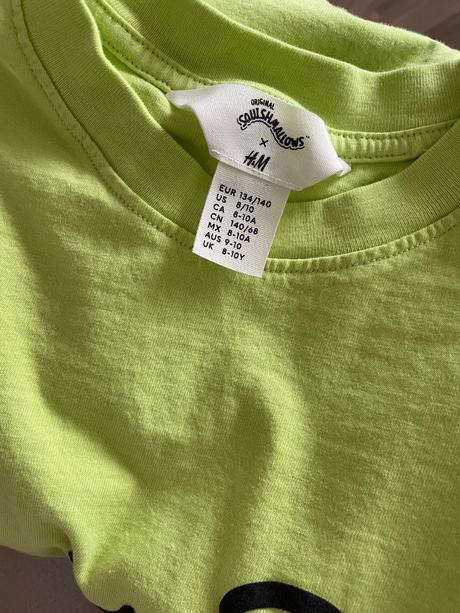 ORIGINAL
SQUISHMALLOWS™
×
H&M
EUR 134/140
US 8/10
CA 8-10A
CN 140/68
MX 8-10A
AUS 9-10
UK 8-10Y